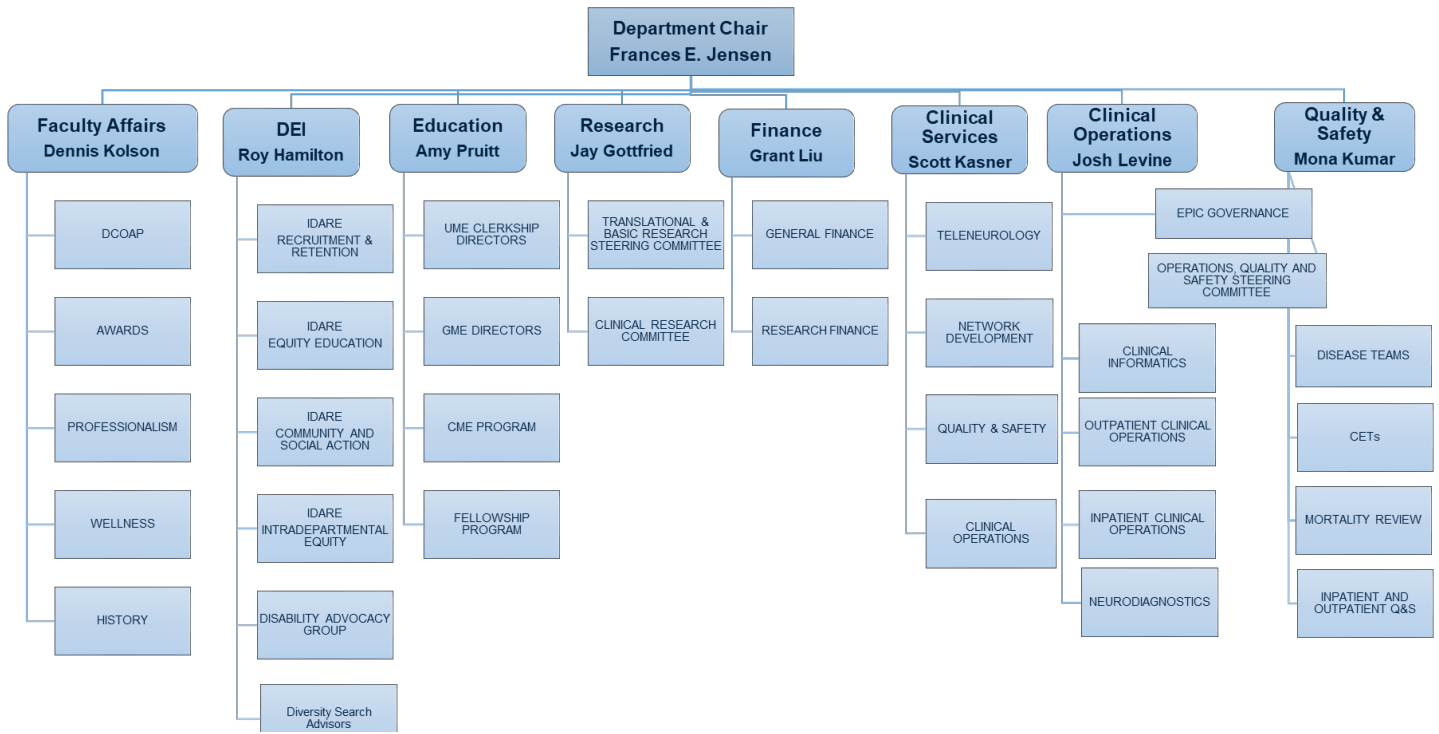 Department Chair
Frances E. Jensen
Faculty Affairs
Dennis Kolson
DEI
Roy Hamilton
Education
Amy Pruitt
Research
Jay Gottfried
Finance
Grant Liu
Clinical
Services
Scott Kasner
Clinical
Operations
Josh Levine
Quality &
Safety
Mona Kumar
DCOAP
AWARDS
PROFESSIONALISM
WELLNESS
HISTORY
IDARE
RECRUITMENT &
RETENTION
IDARE
EQUITY EDUCATION
IDARE
COMMUNITY AND
SOCIAL ACTION
IDARE
INTRADEPARTMENTAL
EQUITY
DISABILITY ADVOCACY
GROUP
Diversity Search
Advisors
UME CLERKSHIP
DIRECTORS
GME DIRECTORS
CME PROGRAM
FELLOWSHIP
PROGRAM
TRANSLATIONAL &
BASIC RESEARCH
STEERING COMMITTEE
CLINICAL RESEARCH
COMMITTEE
GENERAL FINANCE
RESEARCH FINANCE
TELENEUROLOGY
NETWORK
DEVELOPMENT
QUALITY & SAFETY
CLINICAL
OPERATIONS
EPIC GOVERNANCE
OPERATIONS, QUALITY AND
SAFETY STEERING
COMMITTEE
CLINICAL
INFORMATICS
OUTPATIENT CLINICAL
OPERATIONS
INPATIENT CLINICAL
OPERATIONS
NEURODIAGNOSTICS
DISEASE TEAMS
CETs
MORTALITY REVIEW
INPATIENT AND
OUTPATIENT Q&S